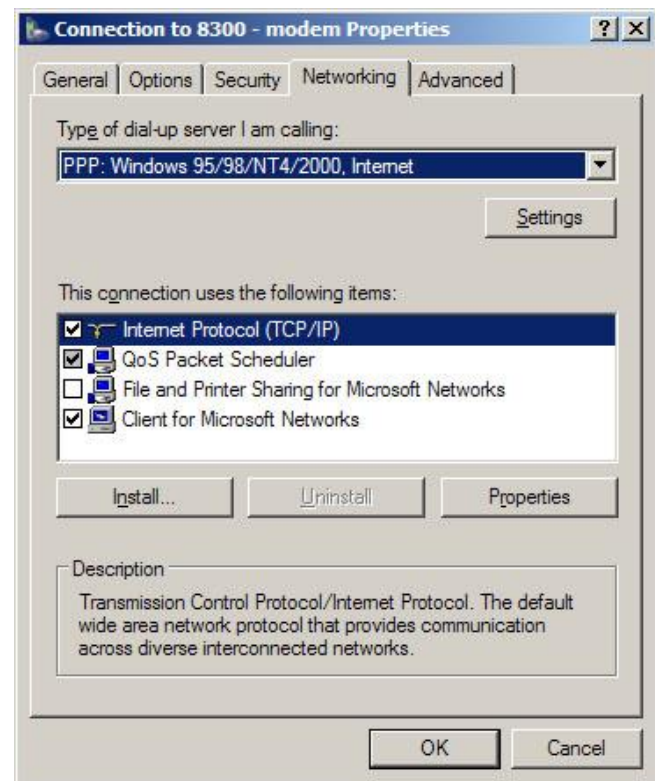 Connection to 8300 - modem Properties
General Options Security Networking Advanced
Type of dial-up server I am calling:
PPP: Windows 95/98/NT4/2000, Internet
Settings
This connection uses the following items:
Internet Protocol (TCP/IP)
QoS Packet Scheduler
File and Printer Sharing for Microsoft Networks
Client for Microsoft Networks
Install... Uninstall Properties
Description
Transmission Control Protocol/Internet Protocol. The default
wide area network protocol that provides communication
across diverse interconnected networks.
OK Cancel